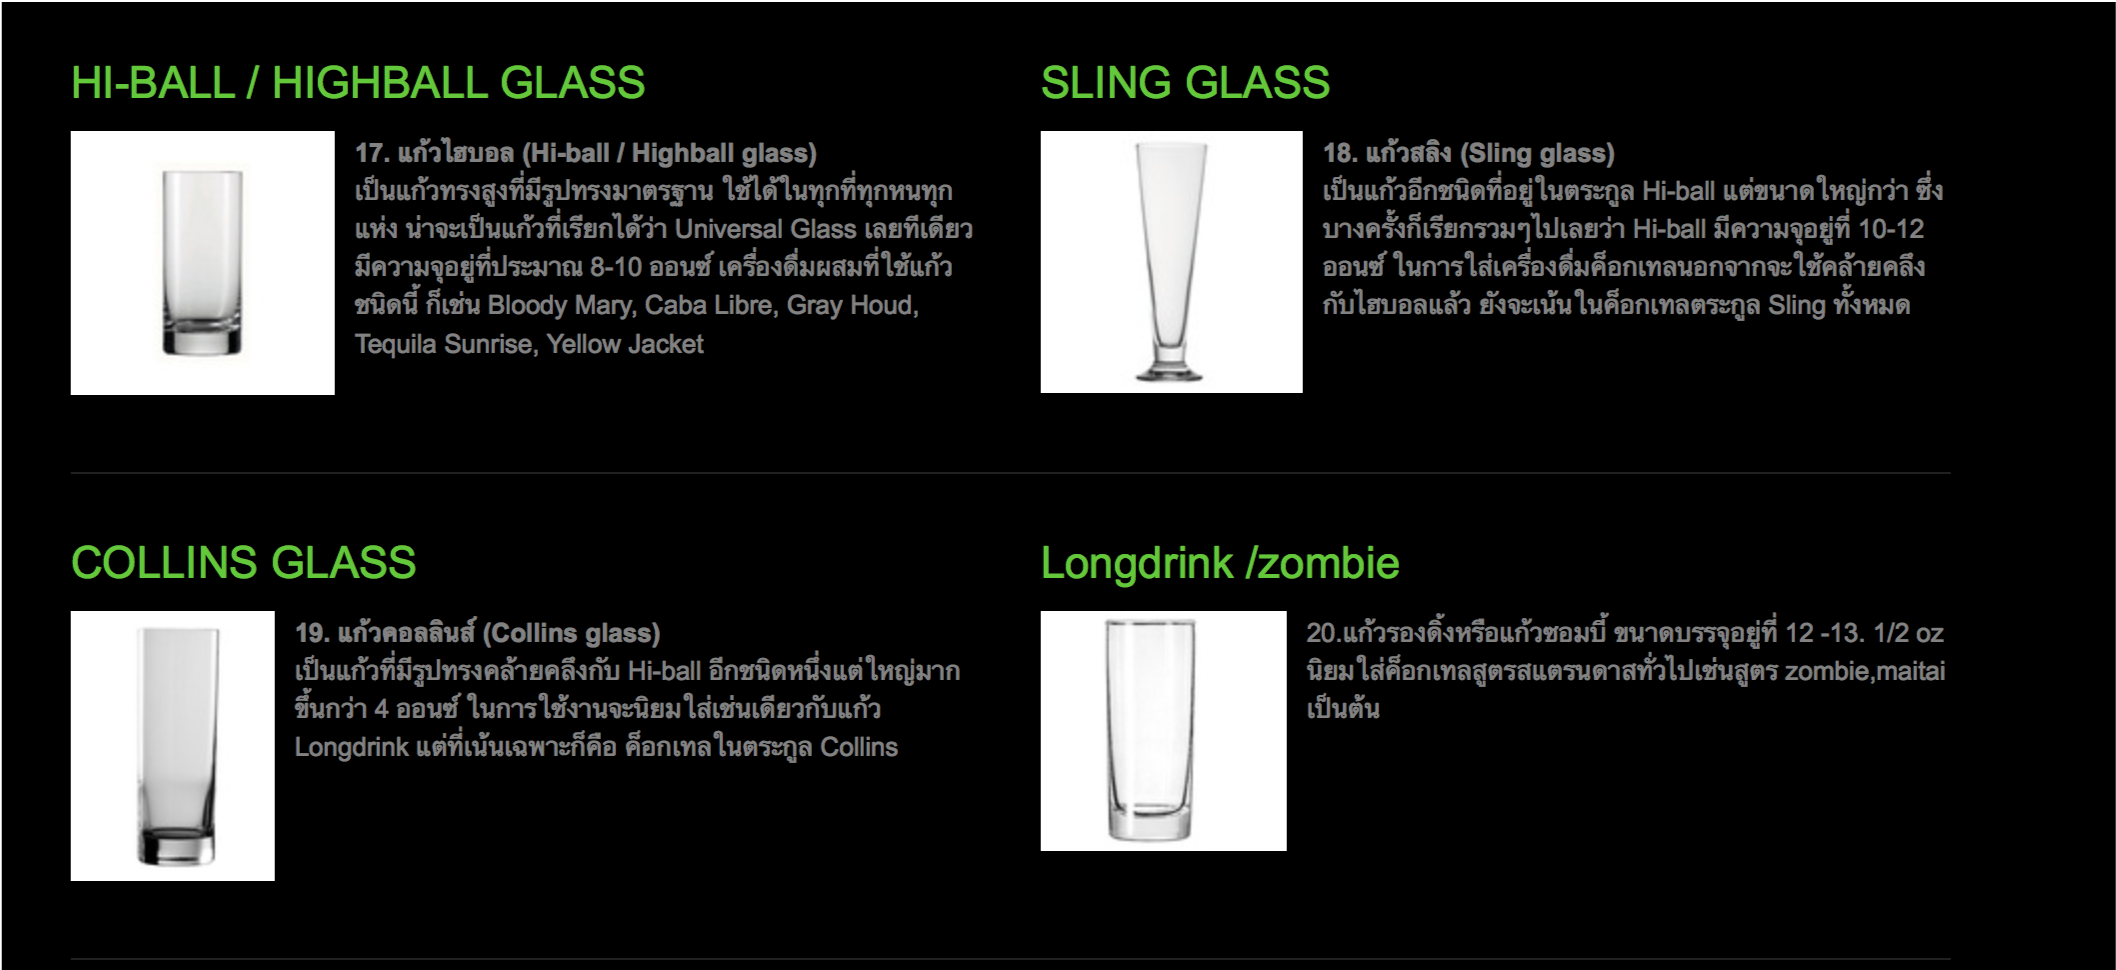 HI-BALL / HIGHBALL GLASS
17. แก้วไฮบอล (Hi-ball / Highball glass)
เป็นแก้วทรงสูงที่มีรูปทรงมาตรฐาน ใช้ได้ในทุกที่ทุกหนทุก
แห่ง น่าจะเป็นแก้วที่เรียกได้ว่า Universal Glass เลยทีเดียว
มีความจุอยู่ที่ประมาณ 8-10 ออนซ์ เครื่องดื่มผสมที่ใช้แก้ว
ชนิดนี้ ก็เช่น Bloody Mary, Caba Libre, Gray Houd,
Tequila Sunrise, Yellow Jacket
SLING GLASS
18. แก้วสลิง (Sling glass)
เป็นแก้วอีกชนิดที่อยู่ในตระกูล Hi-ball แต่ขนาดใหญ่กว่า ซึ่ง
บางครั้งก็เรียกรวมๆไปเลยว่า Hi-ball มีความจุอยู่ที่ 10-12
ออนซ์ ในการใส่เครื่องดื่มค็อกเทลนอกจากจะใช้คล้ายคลึง
กับไฮบอลแล้ว ยังจะเน้นในค็อกเทลตระกูล Sling ทั้งหมด
COLLINS GLASS
19. แก้วคอลลินส์ (Collins glass)
เป็นแก้วที่มีรูปทรงคล้ายคลึงกับ Hi-ball อีกชนิดหนึ่งแต่ใหญ่มาก
ขึ้นกว่า 4 ออนซ์ ในการใช้งานจะนิยมใส่เช่นเดียวกับแก้ว
Longdrink แต่ที่เน้นเฉพาะก็คือ ค็อกเทลในตระกูล Collins
Longdrink /zombie
20.แก้วรองดิ้งหรือแก้วซอมบี้ ขนาดบรรจุอยู่ที่ 12 -13. 1/2 oz
นิยมใส่ค็อกเทลสูตรสแตรนดาสทั่วไปเช่นสูตร zombie,maitai
เป็นต้น